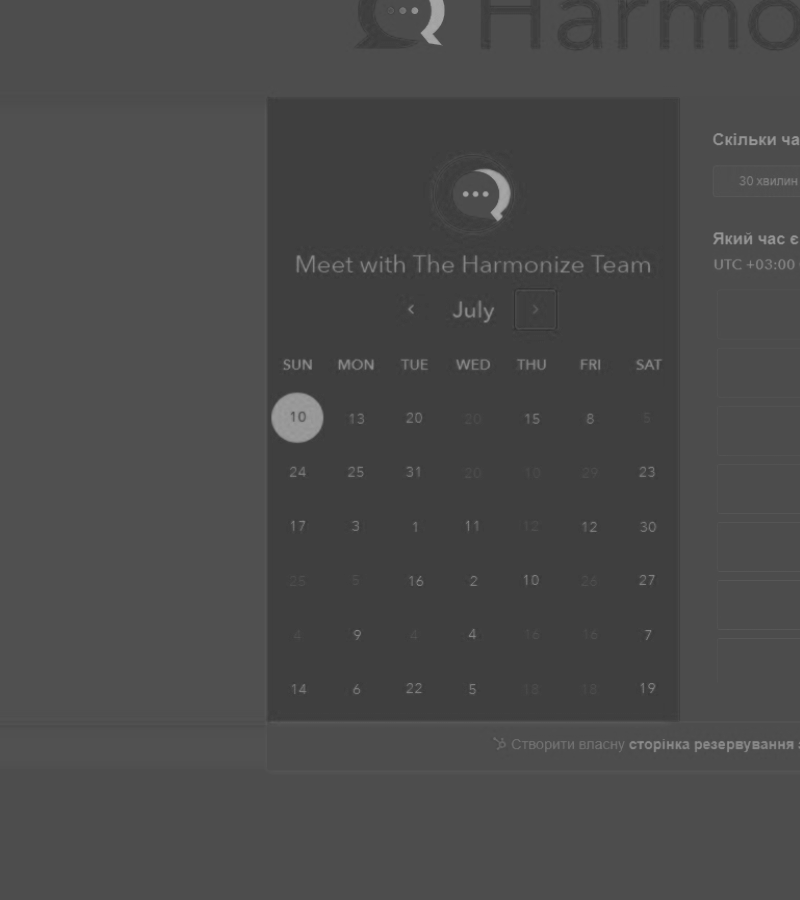 Harmo
Скільки ча
30 хвилин
Meet with The Harmonize Team
Який час є
UTC +03:00
‹ July ›
SUN MON TUE WED THU FRI SAT
10 13 20 20 15 8 5
24 25 31 20 10 29 23
17 3 1 11 12 12 30
25 5 16 2 10 26 27
4 9 4 4 16 16 7
14 6 22 5 18 18 19
Створити власну сторінка резервування